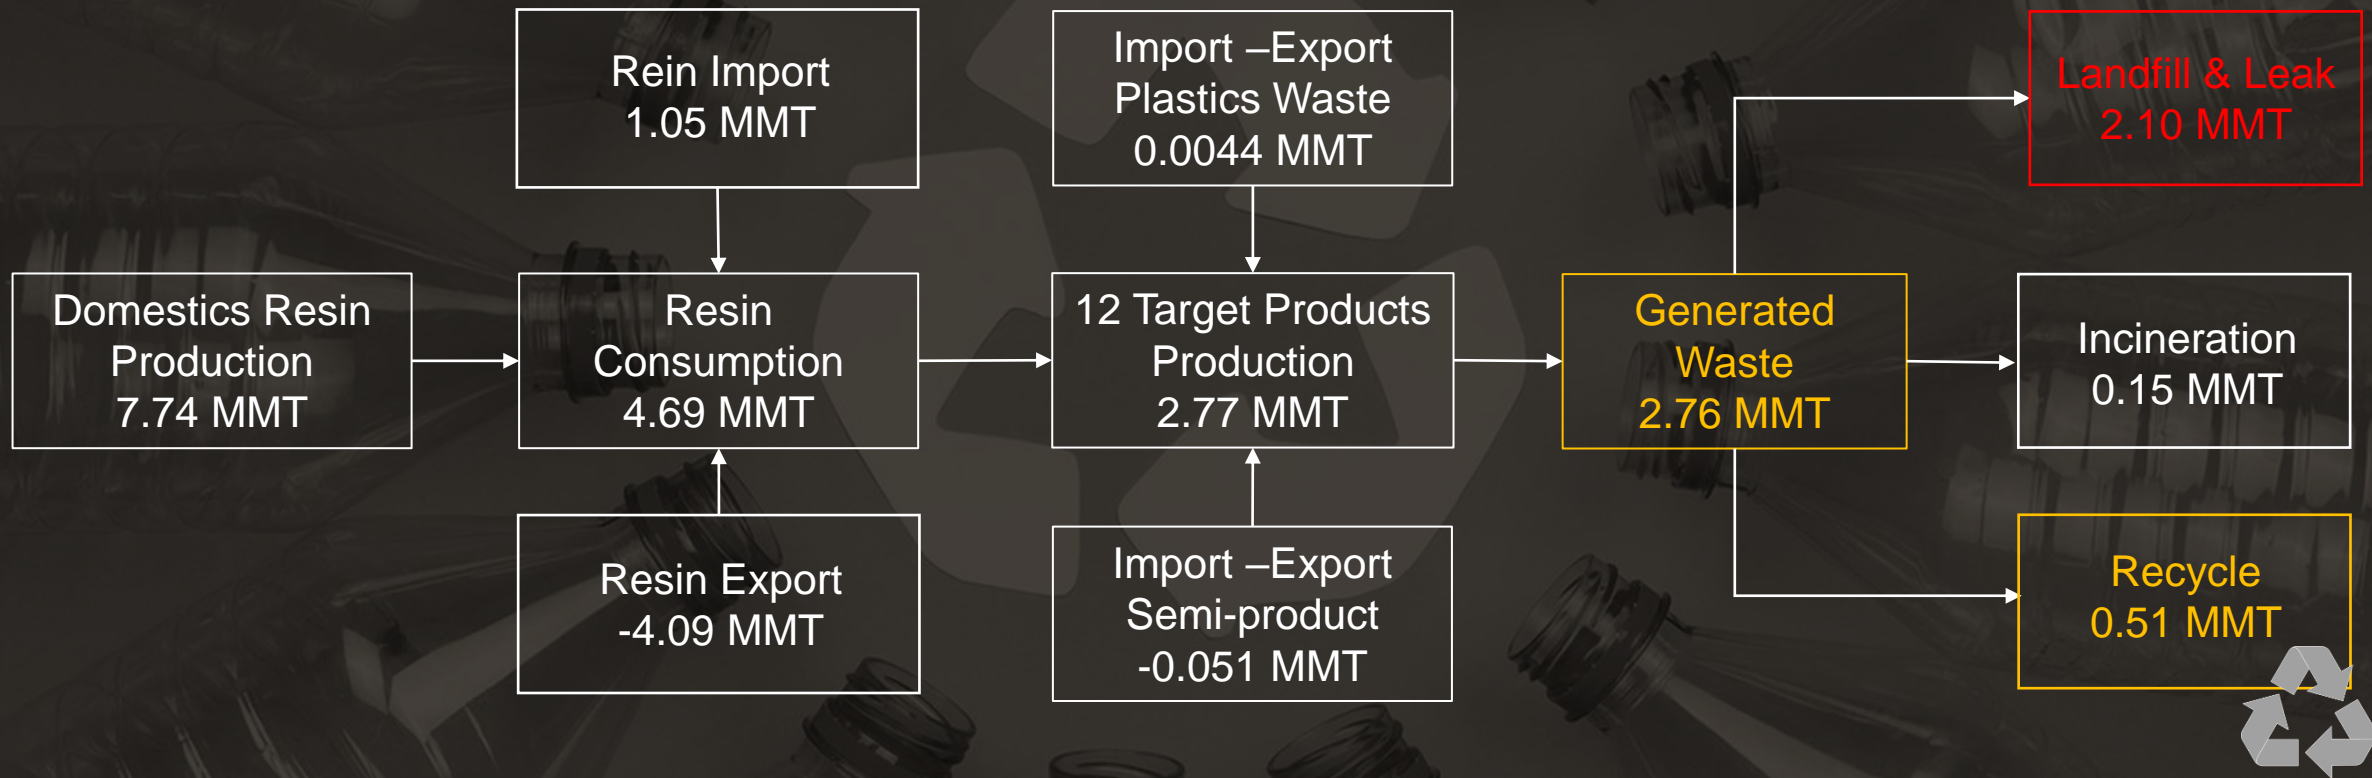 Rein Import
1.05 MMT
Import –Export
Plastics Waste
0.0044 MMT
Landfill & Leak
2.10 MMT
Domestics Resin
Production
7.74 MMT
Resin
Consumption
4.69 MMT
12 Target Products
Production
2.77 MMT
Generated
Waste
2.76 MMT
Incineration
0.15 MMT
Resin Export
-4.09 MMT
Import –Export
Semi-product
-0.051 MMT
Recycle
0.51 MMT